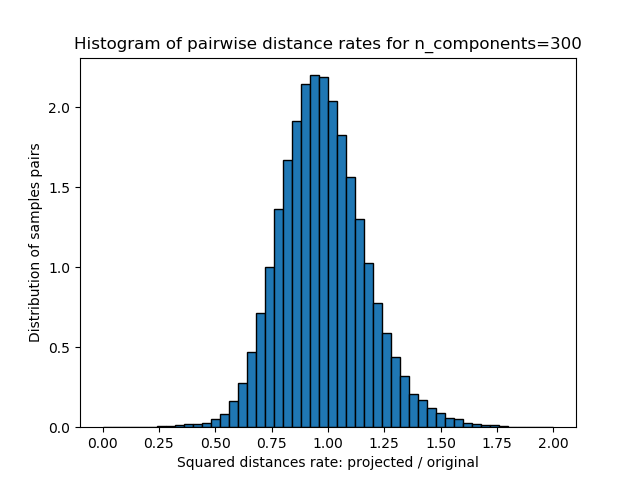 Histogram of pairwise distance rates for n_components=300
Distribution of samples pairs
2.0
1.5
1.0
0.5
0.0
0.00 0.25 0.50 0.75 1.00 1.25 1.50 1.75 2.00
Squared distances rate: projected / original